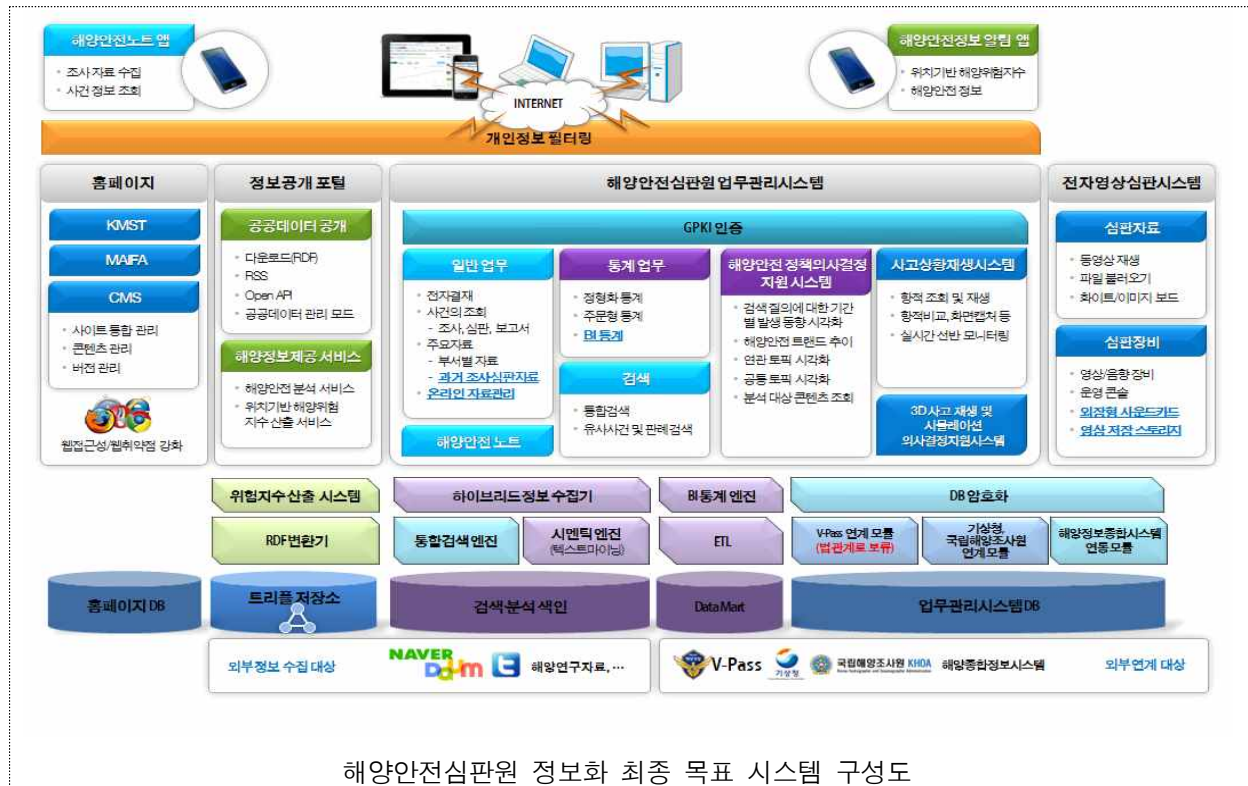 해양안전노트 앱
· 조사 자료 수집
· 사건 정보 조회
INTERNET
해양안전정보 알림 앱
· 위치기반 해양위험지수
· 해양안전 정보
개인정보 필터링
홈페이지
KMST
MAIFA
CMS
· 사이트 통합 관리
· 콘텐츠 관리
· 버전 관리
웹접근성/웹취약점 강화
정보공개 포털
공공데이터 공개
· 다운로드(RDF)
· RSS
· Open API
· 공공데이터 관리 모드
해양정보제공 서비스
· 해양안전 분석 서비스
· 위치기반 해양위험
지수 산출 서비스
해양안전심판원 업무관리시스템
GPKI 인증
일반 업무
· 전자결재
· 사건의 조회
- 조사, 심판, 보고서
· 주요자료
- 부서별 자료
- 과거 조사심판자료
· 온라인 자료관리
해양안전 노트
통계 업무
· 정형화 통계
· 주문형 통계
· BI 통계
검색
· 통합검색
· 유사사건 및 판례검색
해양안전 정책의사결정
지원 시스템
· 검색 질의에 대한 기간
별 발생 동향 시각화
· 해양안전 트랜드 추이
· 연관 토픽 시각화
· 공통 토픽 시각화
· 분석 대상 콘텐츠 조회
사고상황재생시스템
· 항적 조회 및 재생
· 항적비교, 화면캡처 등
· 실시간 선반 모니터링
3D 사고 재생 및
시뮬레이션
의사결정지원시스템
전자영상심판시스템
심판자료
· 동영상 재생
· 파일 불러오기
· 화이트/이미지 보드
심판장비
· 영상/음향 장비
· 운영 콘솔
· 외장형 사운드카드
· 영상 저장 스토리지
위험지수 산출 시스템
하이브리드 정보 수집기
BI 통계 엔진
DB 암호화
RDF 변환기
통합검색엔진
시멘틱 엔진
(텍스트마이닝)
ETL
V-Pass 연계 모듈
(법관계로 보류)
기상청,
국립해양조사원
연계모듈
해양정보종합시스템
연동모듈
홈페이지 DB
트리플 저장소
검색분석 색인
Data Mart
업무관리시스템 DB
외부정보 수집 대상
NAVER
Daum
해양연구자료, …
V-Pass
기상청
국립해양조사원 KHOA
해양종합정보시스템
외부연계 대상
해양안전심판원 정보화 최종 목표 시스템 구성도